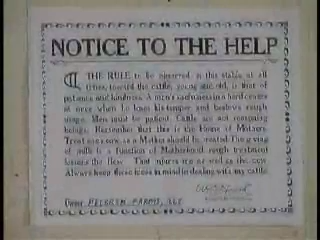 NOTICE TO THE HELP
THE RULE to be observed in this stable at all
times, toward the cattle, young and old, is that of
patience and kindness. A man's usefulness in a herd ceases
at once when he loses his temper and bestows rough
usage. Men must be patient. Cattle are not reasoning
beings. Remember that this is the Home of Mothers.
Treat each cow as a Mother should be treated. The giving
of milk is a function of Motherhood; rough treatment
lessens the flow. That injures me as well as the cow.
Always keep these ideas in mind in dealing with my cattle.